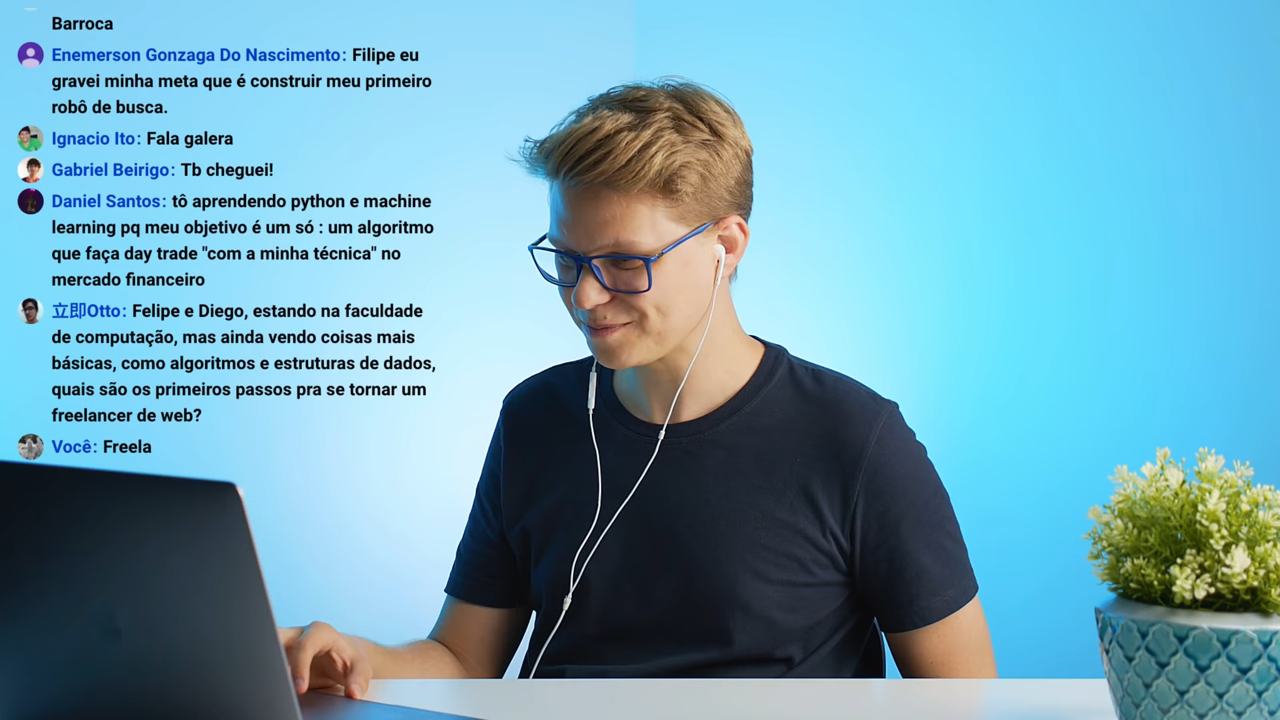 Barroca
Enemerson Gonzaga Do Nascimento: Filipe eu
gravei minha meta que é construir meu primeiro
robô de busca.
Ignacio Ito: Fala galera
Gabriel Beirigo: Tb cheguei!
Daniel Santos: tô aprendendo python e machine
learning pq meu objetivo é um só : um algoritmo
que faça day trade "com a minha técnica" no
mercado financeiro
立即Otto: Felipe e Diego, estando na faculdade
de computação, mas ainda vendo coisas mais
básicas, como algoritmos e estruturas de dados,
quais são os primeiros passos pra se tornar um
freelancer de web?
Você: Freela